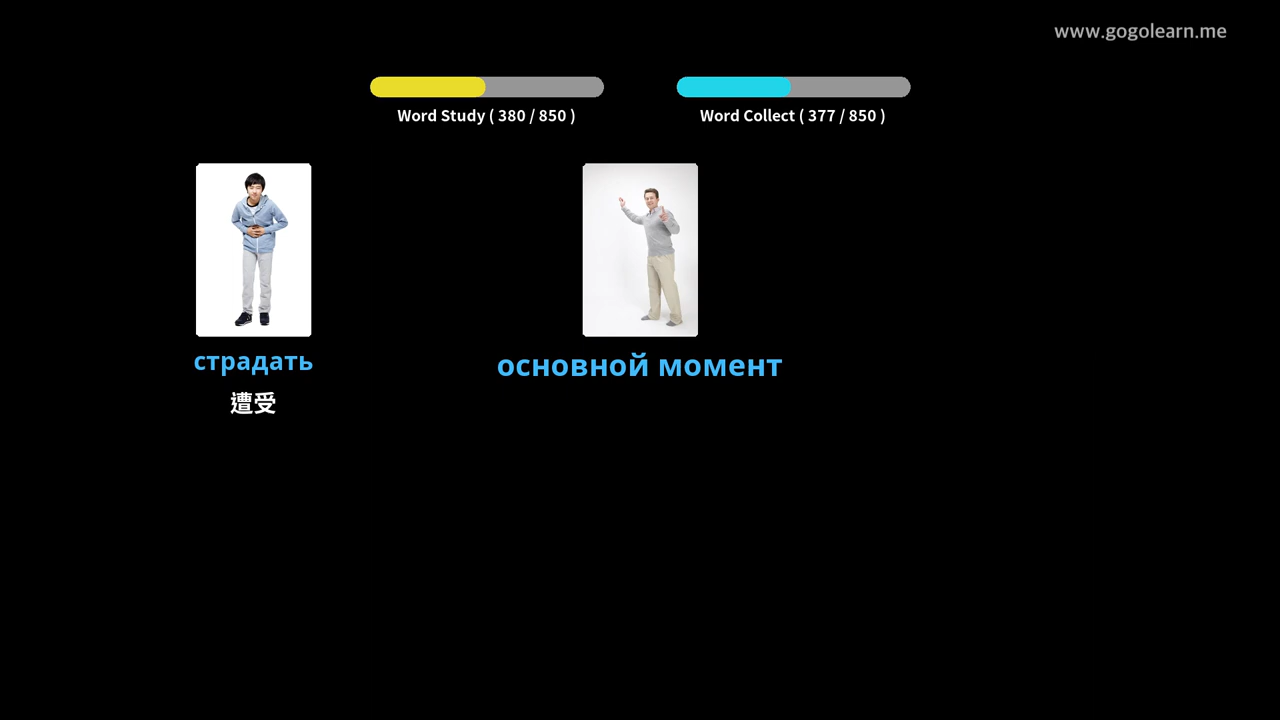 www.gogolearn.me
Word Study ( 380 / 850 )
Word Collect ( 377 / 850 )
страдать
遭受
основной момент